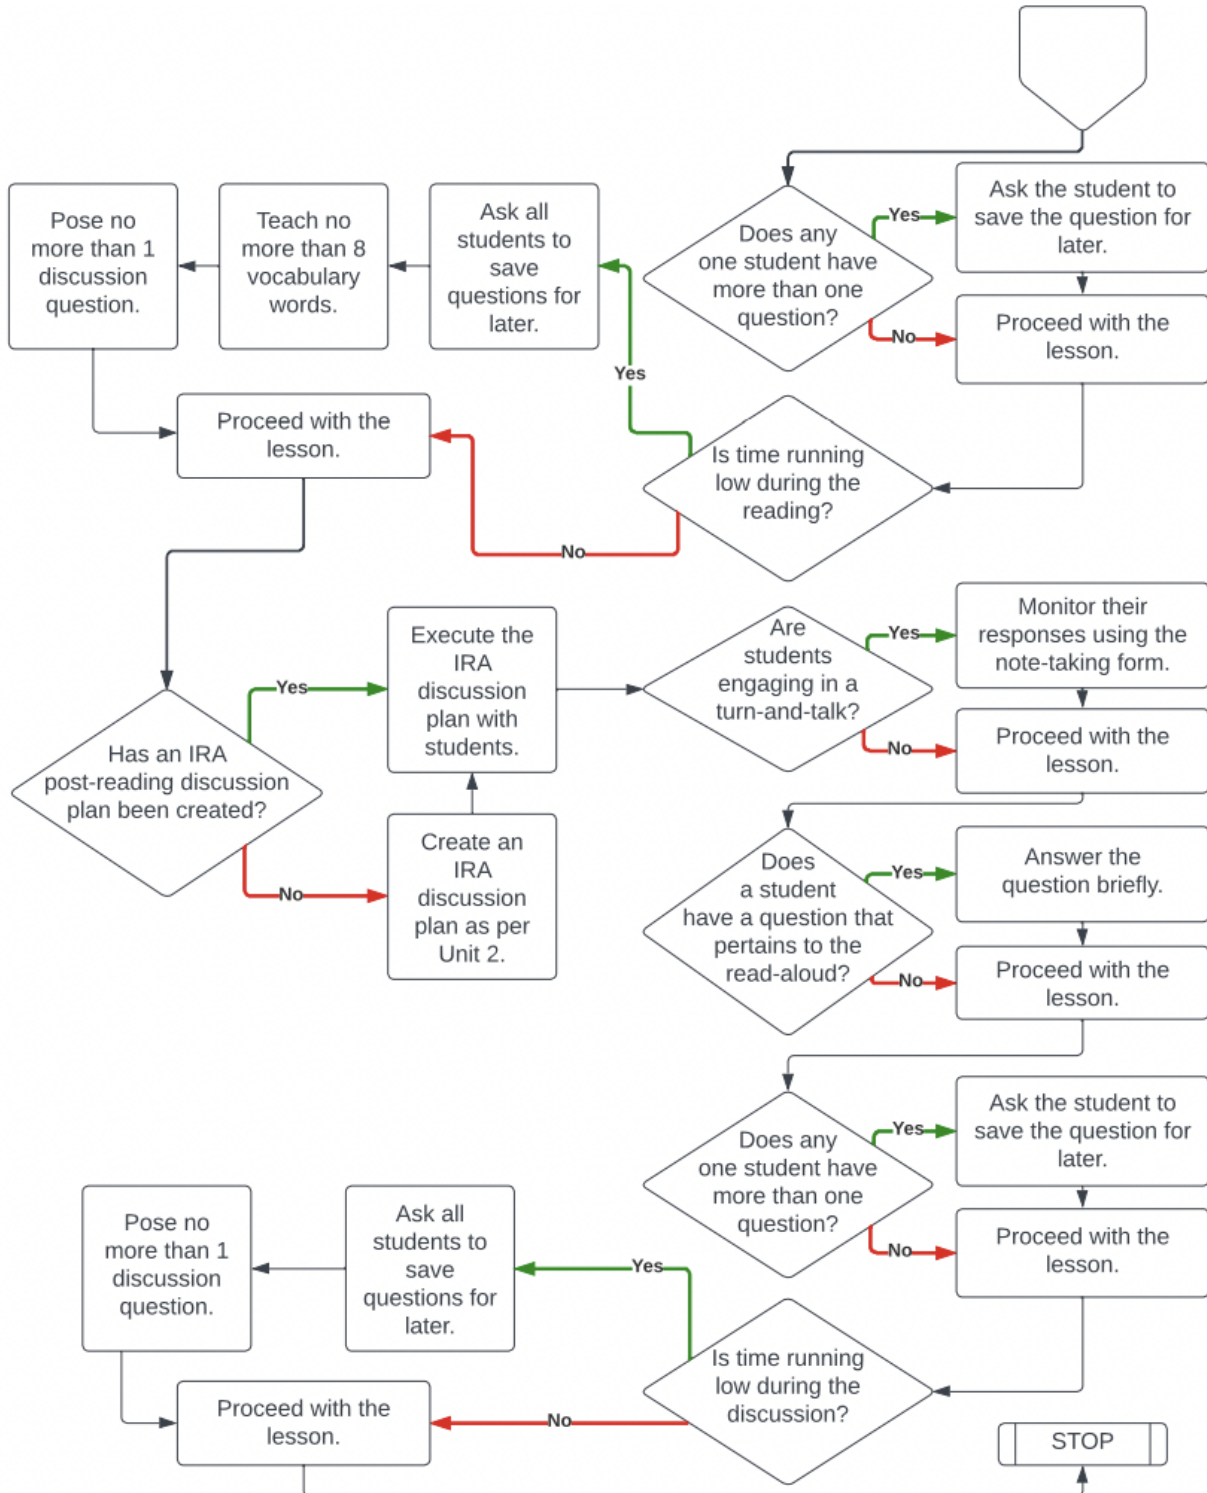 Does any
one student have
more than one
question?
Yes
Ask the student to
save the question for
later.
No
Proceed with the
lesson.
Is time running
low during the
reading?
Yes
Ask all
students to
save
questions for
later.
Teach no
more than 8
vocabulary
words.
Pose no
more than 1
discussion
question.
No
Proceed with the
lesson.
Has an IRA
post-reading discussion
plan been created?
Yes
Execute the
IRA
discussion
plan with
students.
No
Create an
IRA
discussion
plan as per
Unit 2.
Are
students
engaging in a
turn-and-talk?
Yes
Monitor their
responses using the
note-taking form.
No
Proceed with the
lesson.
Does
a student
have a question that
pertains to the
read-aloud?
Yes
Answer the
question briefly.
No
Proceed with the
lesson.
Does any
one student have
more than one
question?
Yes
Ask the student to
save the question for
later.
No
Proceed with the
lesson.
Is time running
low during the
discussion?
Yes
Ask all
students to
save
questions for
later.
Pose no
more than 1
discussion
question.
No
Proceed with the
lesson.
STOP